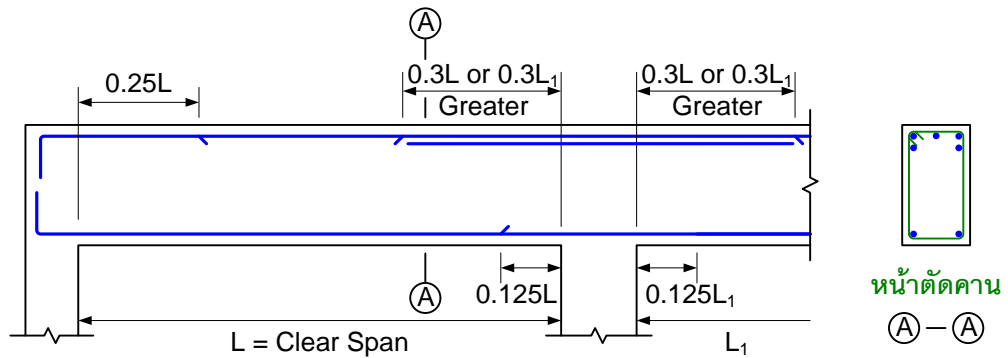 A
0.25L
0.3L or 0.3L₁
Greater
0.3L or 0.3L₁
Greater
A
0.125L
0.125L₁
L = Clear Span
L₁
หน้าตัดคาน
A – A